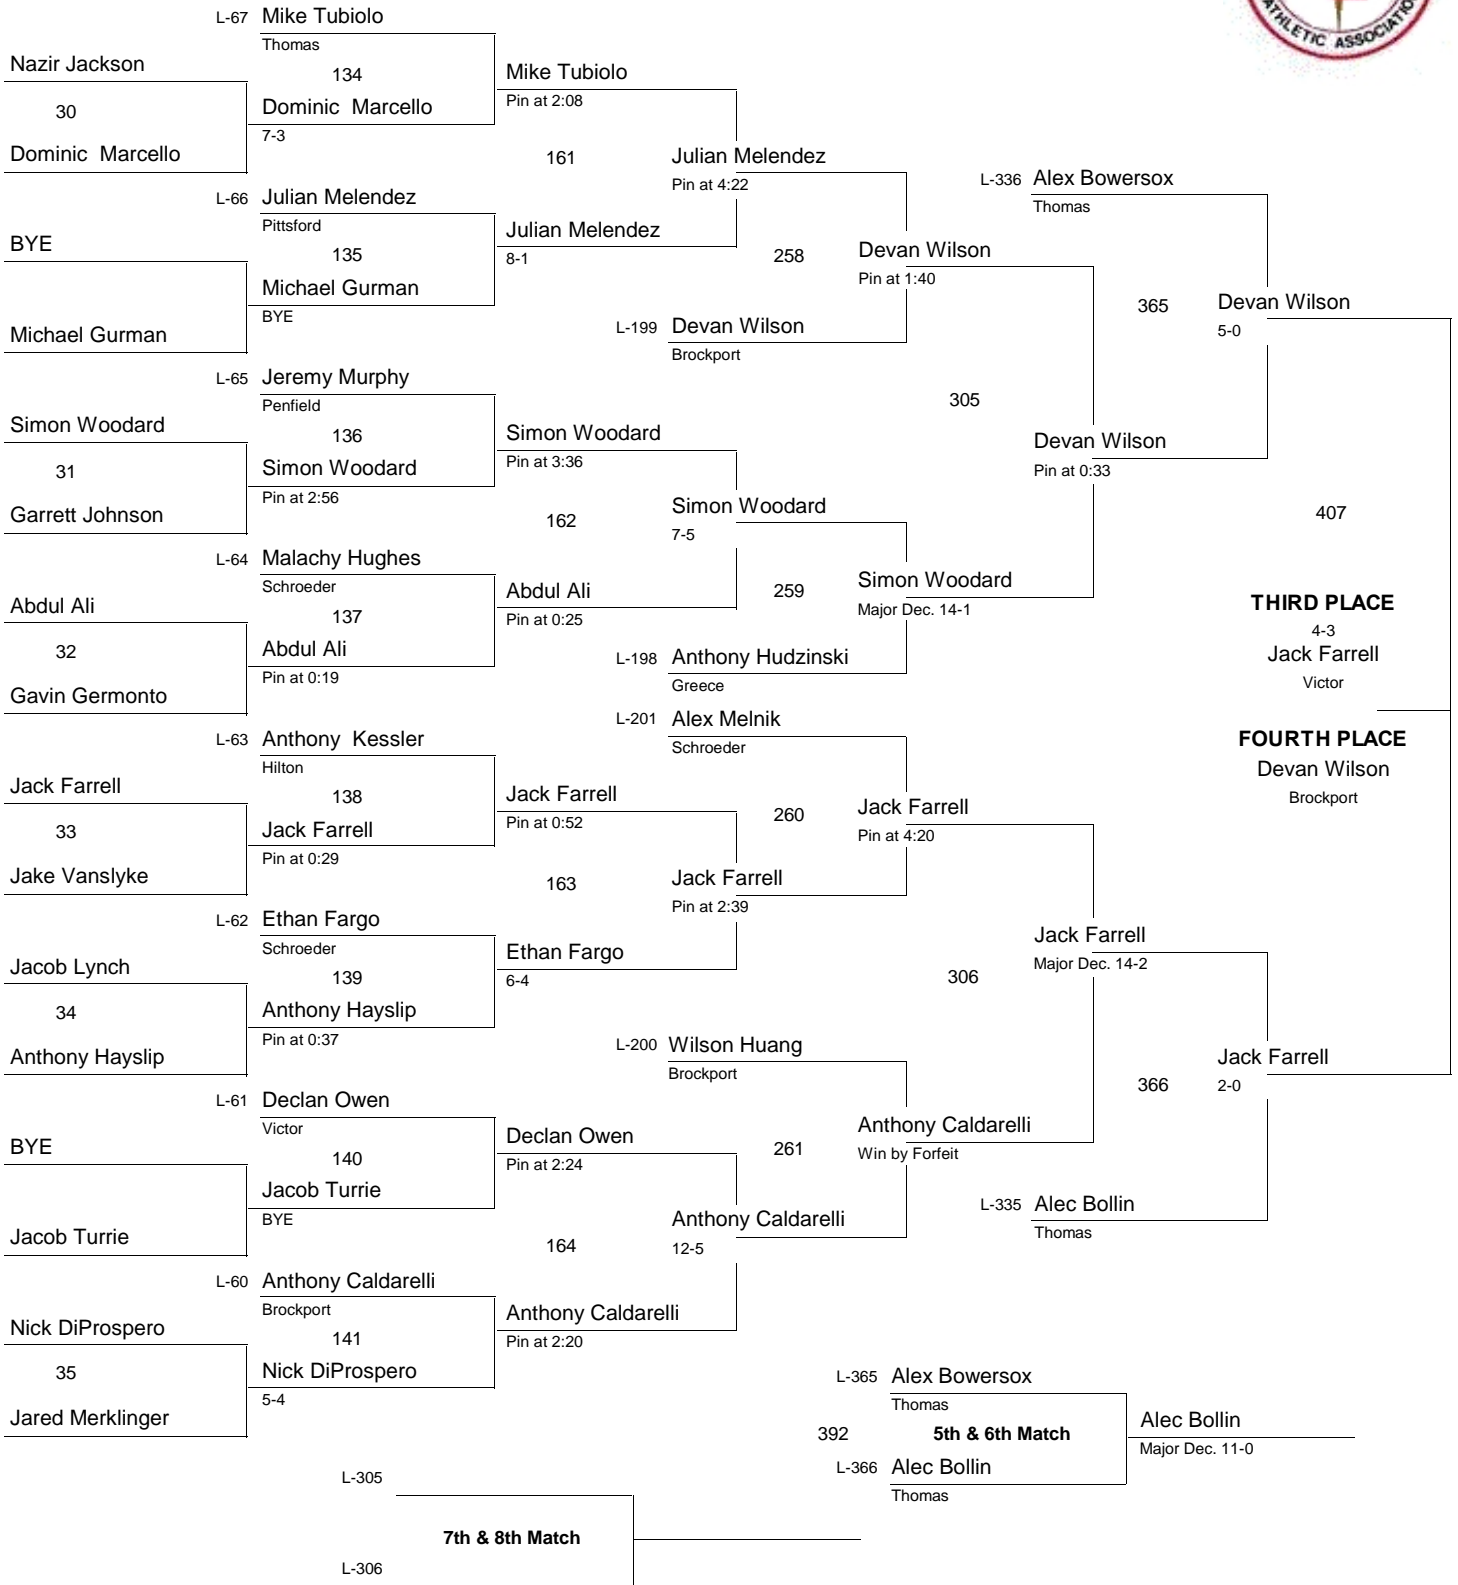 ATHLETIC ASSOCIATION
L-67 Mike Tubiolo
Thomas
Nazir Jackson
134
Mike Tubiolo
Pin at 2:08
30
Dominic Marcello
7-3
Dominic Marcello
161
Julian Melendez
Pin at 4:22
L-66 Julian Melendez
Pittsford
BYE
135
Julian Melendez
8-1
Michael Gurman
BYE
Michael Gurman
258
Devan Wilson
Pin at 1:40
L-199 Devan Wilson
Brockport
L-336 Alex Bowersox
Thomas
365
Devan Wilson
5-0
L-65 Jeremy Murphy
Penfield
Simon Woodard
136
Simon Woodard
Pin at 3:36
31
Simon Woodard
Pin at 2:56
Garrett Johnson
162
Simon Woodard
7-5
305
Devan Wilson
Pin at 0:33
407
L-64 Malachy Hughes
Schroeder
Abdul Ali
137
Abdul Ali
Pin at 0:25
32
Abdul Ali
Pin at 0:19
Gavin Germonto
259
Simon Woodard
Major Dec. 14-1
L-198 Anthony Hudzinski
Greece
THIRD PLACE
4-3
Jack Farrell
Victor
FOURTH PLACE
Devan Wilson
Brockport
L-201 Alex Melnik
Schroeder
L-63 Anthony Kessler
Hilton
Jack Farrell
138
Jack Farrell
Pin at 0:52
33
Jack Farrell
Pin at 0:29
Jake Vanslyke
260
Jack Farrell
Pin at 4:20
163
Jack Farrell
Pin at 2:39
L-62 Ethan Fargo
Schroeder
Jacob Lynch
139
Ethan Fargo
6-4
34
Anthony Hayslip
Pin at 0:37
Anthony Hayslip
306
Jack Farrell
Major Dec. 14-2
L-200 Wilson Huang
Brockport
366
Jack Farrell
2-0
L-61 Declan Owen
Victor
BYE
140
Declan Owen
Pin at 2:24
Jacob Turrie
BYE
Jacob Turrie
261
Anthony Caldarelli
Win by Forfeit
164
Anthony Caldarelli
12-5
L-335 Alec Bollin
Thomas
L-60 Anthony Caldarelli
Brockport
Nick DiProspero
141
Anthony Caldarelli
Pin at 2:20
35
Nick DiProspero
5-4
Jared Merklinger
L-365 Alex Bowersox
Thomas
392
5th & 6th Match
Alec Bollin
Major Dec. 11-0
L-366 Alec Bollin
Thomas
L-305
7th & 8th Match
L-306